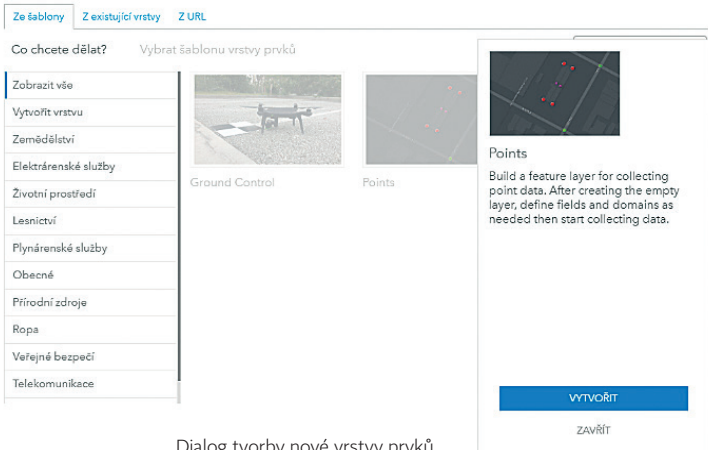 Ze šablony Z existující vrstvy Z URL
Co chcete dělat? Vybrat šablonu vrstvy prvků
Zobrazit vše
Vytvořit vrstvu
Zemědělství
Elektrárenské služby
Životní prostředí
Lesnictví
Plynárenské služby
Obecné
Přírodní zdroje
Ropa
Veřejné bezpečí
Telekomunikace
Ground Control
Points
Points
Build a feature layer for collecting
point data. After creating the empty
layer, define fields and domains as
needed then start collecting data.
VYTVOŘIT
ZAVŘÍT
Dialog tvorby nové vrstvy prvků